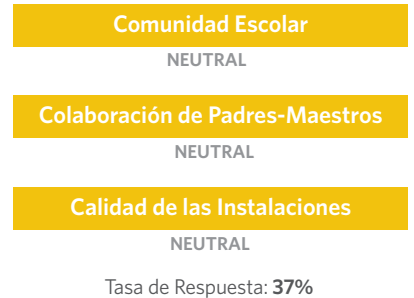 Comunidad Escolar
NEUTRAL
Colaboración de Padres-Maestros
NEUTRAL
Calidad de las Instalaciones
NEUTRAL
Tasa de Respuesta: 37%